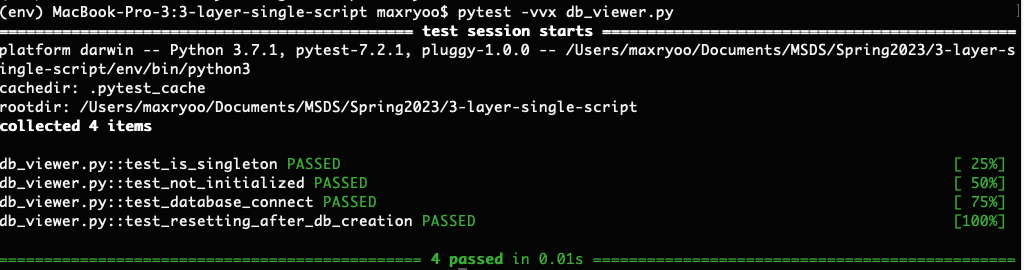 (env) MacBook-Pro-3:3-layer-single-script maxryoo$ pytest -vvx db_viewer.py
============================================== test session starts ==============================================
platform darwin -- Python 3.7.1, pytest-7.2.1, pluggy-1.0.0 -- /Users/maxryoo/Documents/MSDS/Spring2023/3-layer-s
ingle-script/env/bin/python3
cachedir: .pytest_cache
rootdir: /Users/maxryoo/Documents/MSDS/Spring2023/3-layer-single-script
collected 4 items
db_viewer.py::test_is_singleton PASSED [ 25%]
db_viewer.py::test_not_initialized PASSED [ 50%]
db_viewer.py::test_database_connect PASSED [ 75%]
db_viewer.py::test_resetting_after_db_creation PASSED [100%]
=============================================== 4 passed in 0.01s ===============================================